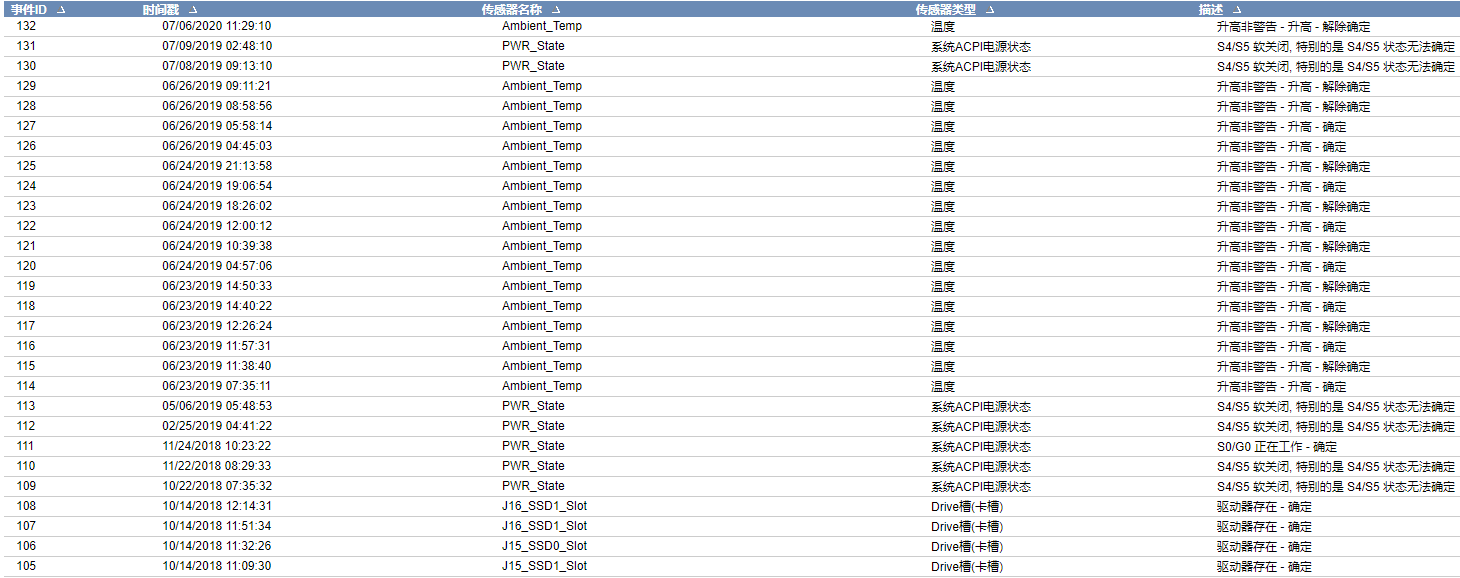 事件ID 时间戳 传感器名称 传感器类型 描述
132 07/06/2020 11:29:10 Ambient_Temp 温度 升高非警告 - 升高 - 解除确定
131 07/09/2019 02:48:10 PWR_State 系统ACPI电源状态 S4/S5 软关闭, 特别的是 S4/S5 状态无法确定
130 07/08/2019 09:13:10 PWR_State 系统ACPI电源状态 S4/S5 软关闭, 特别的是 S4/S5 状态无法确定
129 06/26/2019 09:11:21 Ambient_Temp 温度 升高非警告 - 升高 - 解除确定
128 06/26/2019 08:58:56 Ambient_Temp 温度 升高非警告 - 升高 - 解除确定
127 06/26/2019 05:58:14 Ambient_Temp 温度 升高非警告 - 升高 - 确定
126 06/26/2019 04:45:03 Ambient_Temp 温度 升高非警告 - 升高 - 确定
125 06/24/2019 21:13:58 Ambient_Temp 温度 升高非警告 - 升高 - 解除确定
124 06/24/2019 19:06:54 Ambient_Temp 温度 升高非警告 - 升高 - 确定
123 06/24/2019 18:26:02 Ambient_Temp 温度 升高非警告 - 升高 - 解除确定
122 06/24/2019 12:00:12 Ambient_Temp 温度 升高非警告 - 升高 - 确定
121 06/24/2019 10:39:38 Ambient_Temp 温度 升高非警告 - 升高 - 解除确定
120 06/24/2019 04:57:06 Ambient_Temp 温度 升高非警告 - 升高 - 确定
119 06/23/2019 14:50:33 Ambient_Temp 温度 升高非警告 - 升高 - 解除确定
118 06/23/2019 14:40:22 Ambient_Temp 温度 升高非警告 - 升高 - 确定
117 06/23/2019 12:26:24 Ambient_Temp 温度 升高非警告 - 升高 - 解除确定
116 06/23/2019 11:57:31 Ambient_Temp 温度 升高非警告 - 升高 - 确定
115 06/23/2019 11:38:40 Ambient_Temp 温度 升高非警告 - 升高 - 解除确定
114 06/23/2019 07:35:11 Ambient_Temp 温度 升高非警告 - 升高 - 确定
113 05/06/2019 05:48:53 PWR_State 系统ACPI电源状态 S4/S5 软关闭, 特别的是 S4/S5 状态无法确定
112 02/25/2019 04:41:22 PWR_State 系统ACPI电源状态 S4/S5 软关闭, 特别的是 S4/S5 状态无法确定
111 11/24/2018 10:23:22 PWR_State 系统ACPI电源状态 S0/G0 正在工作 - 确定
110 11/22/2018 08:29:33 PWR_State 系统ACPI电源状态 S4/S5 软关闭, 特别的是 S4/S5 状态无法确定
109 10/22/2018 07:35:32 PWR_State 系统ACPI电源状态 S4/S5 软关闭, 特别的是 S4/S5 状态无法确定
108 10/14/2018 12:14:31 J16_SSD1_Slot Drive槽(卡槽) 驱动器存在 - 确定
107 10/14/2018 11:51:34 J16_SSD1_Slot Drive槽(卡槽) 驱动器存在 - 确定
106 10/14/2018 11:32:26 J15_SSD0_Slot Drive槽(卡槽) 驱动器存在 - 确定
105 10/14/2018 11:09:30 J15_SSD1_Slot Drive槽(卡槽) 驱动器存在 - 确定